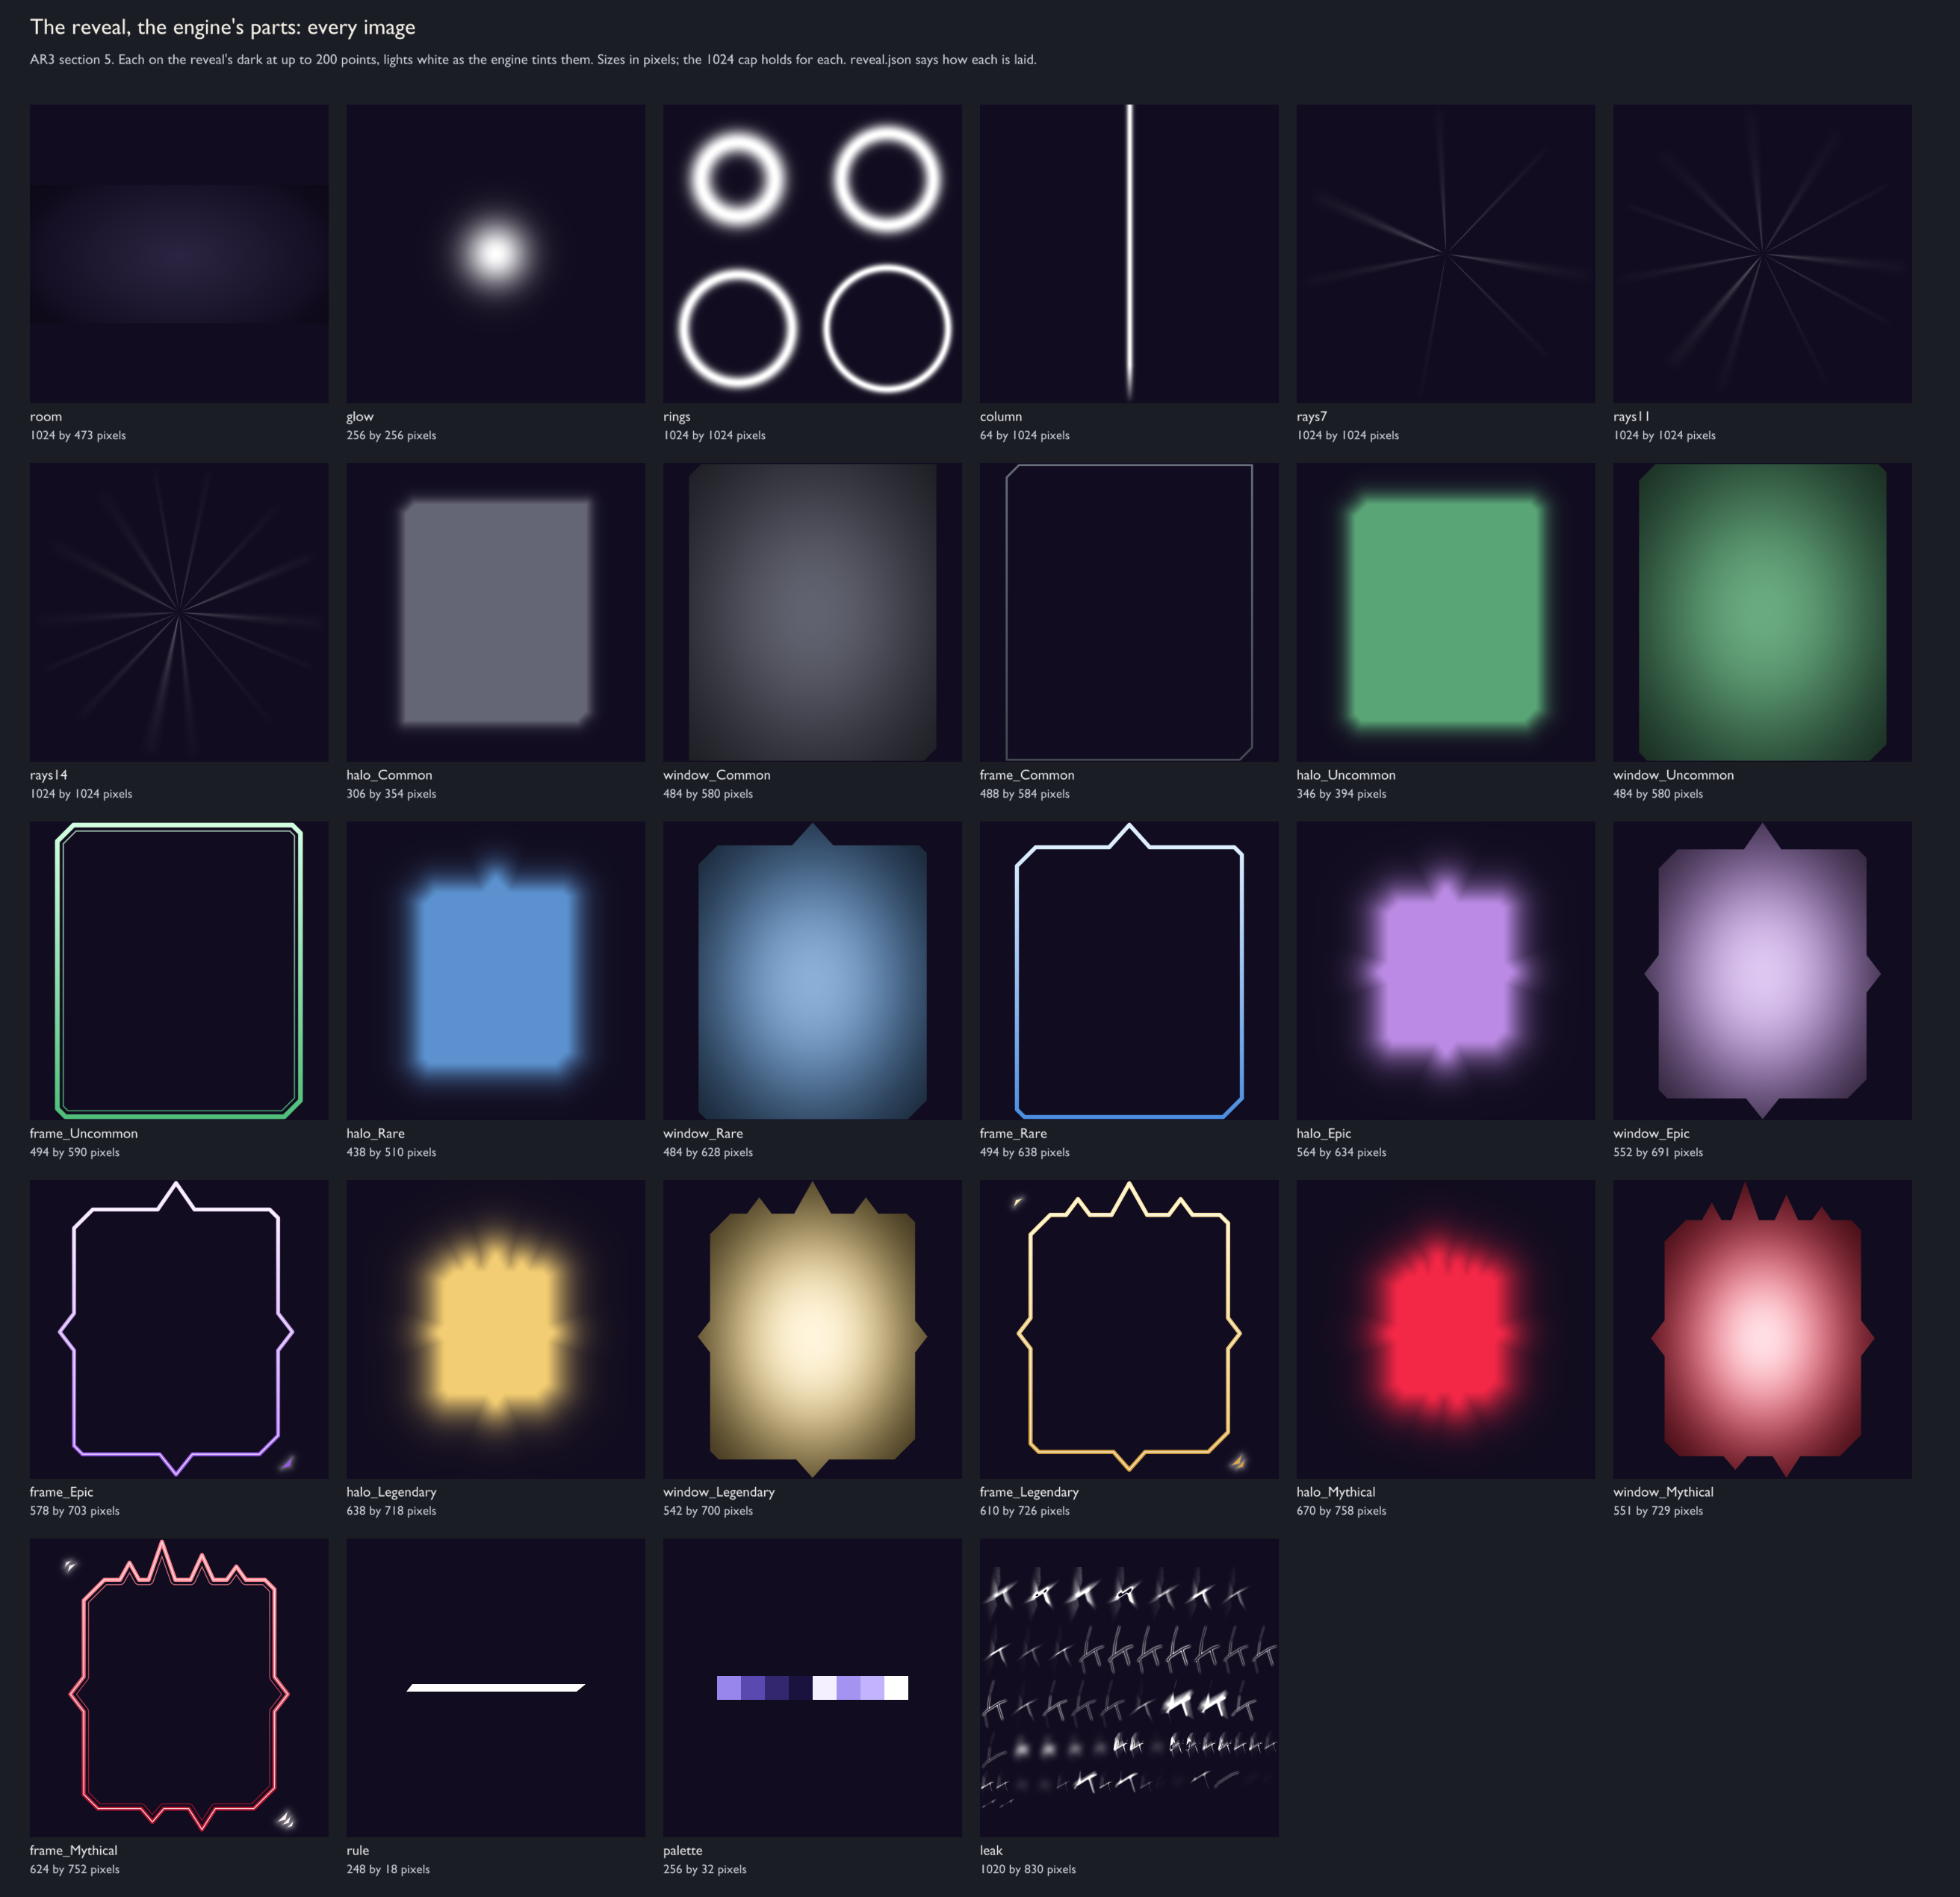 The reveal, the engine's parts: every image
AR3 section 5. Each on the reveal's dark at up to 200 points, lights white as the engine tints them. Sizes in pixels; the 1024 cap holds for each. reveal.json says how each is laid.
room
1024 by 473 pixels
glow
256 by 256 pixels
rings
1024 by 1024 pixels
column
64 by 1024 pixels
rays7
1024 by 1024 pixels
rays11
1024 by 1024 pixels
rays14
1024 by 1024 pixels
halo_Common
306 by 354 pixels
window_Common
484 by 580 pixels
frame_Common
488 by 584 pixels
halo_Uncommon
346 by 394 pixels
window_Uncommon
484 by 580 pixels
frame_Uncommon
494 by 590 pixels
halo_Rare
438 by 510 pixels
window_Rare
484 by 628 pixels
frame_Rare
494 by 638 pixels
halo_Epic
564 by 634 pixels
window_Epic
552 by 691 pixels
frame_Epic
578 by 703 pixels
halo_Legendary
638 by 718 pixels
window_Legendary
542 by 700 pixels
frame_Legendary
610 by 726 pixels
halo_Mythical
670 by 758 pixels
window_Mythical
551 by 729 pixels
frame_Mythical
624 by 752 pixels
rule
248 by 18 pixels
palette
256 by 32 pixels
leak
1020 by 830 pixels